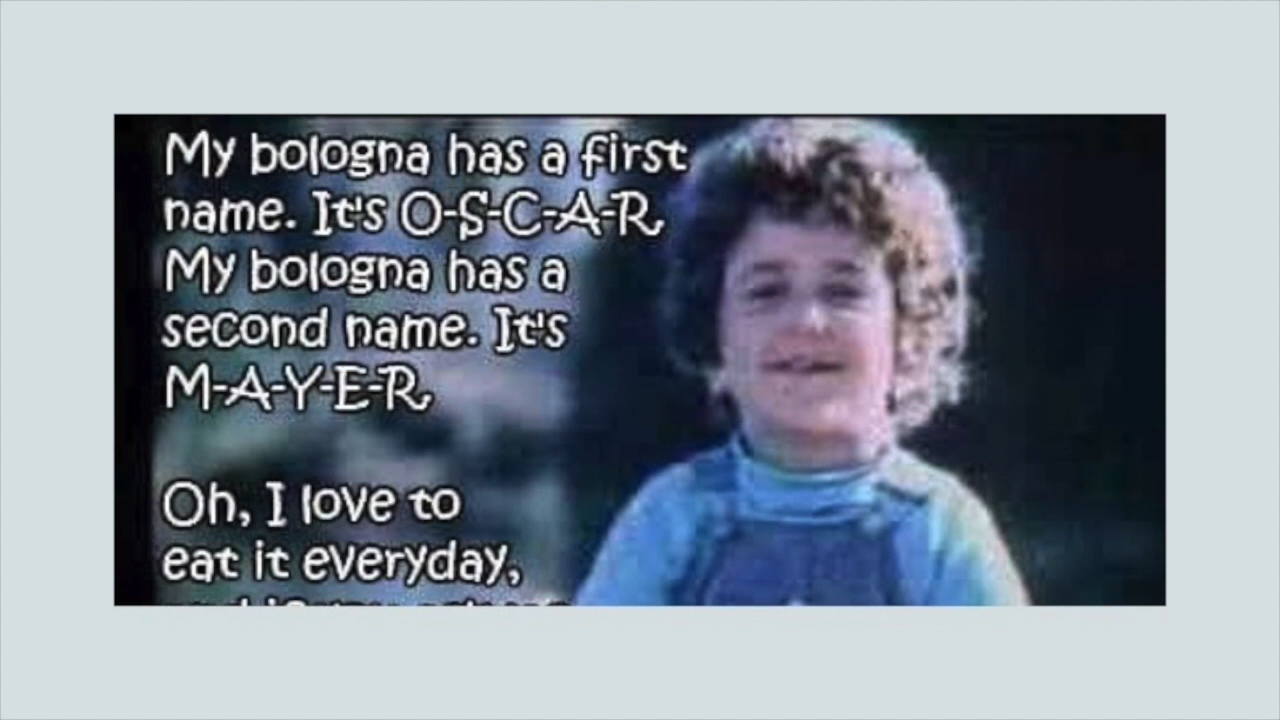 My bologna has a first
name. It's O-S-C-A-R
My bologna has a
second name. It's
M-A-Y-E-R
Oh, I love to
eat it everyday,